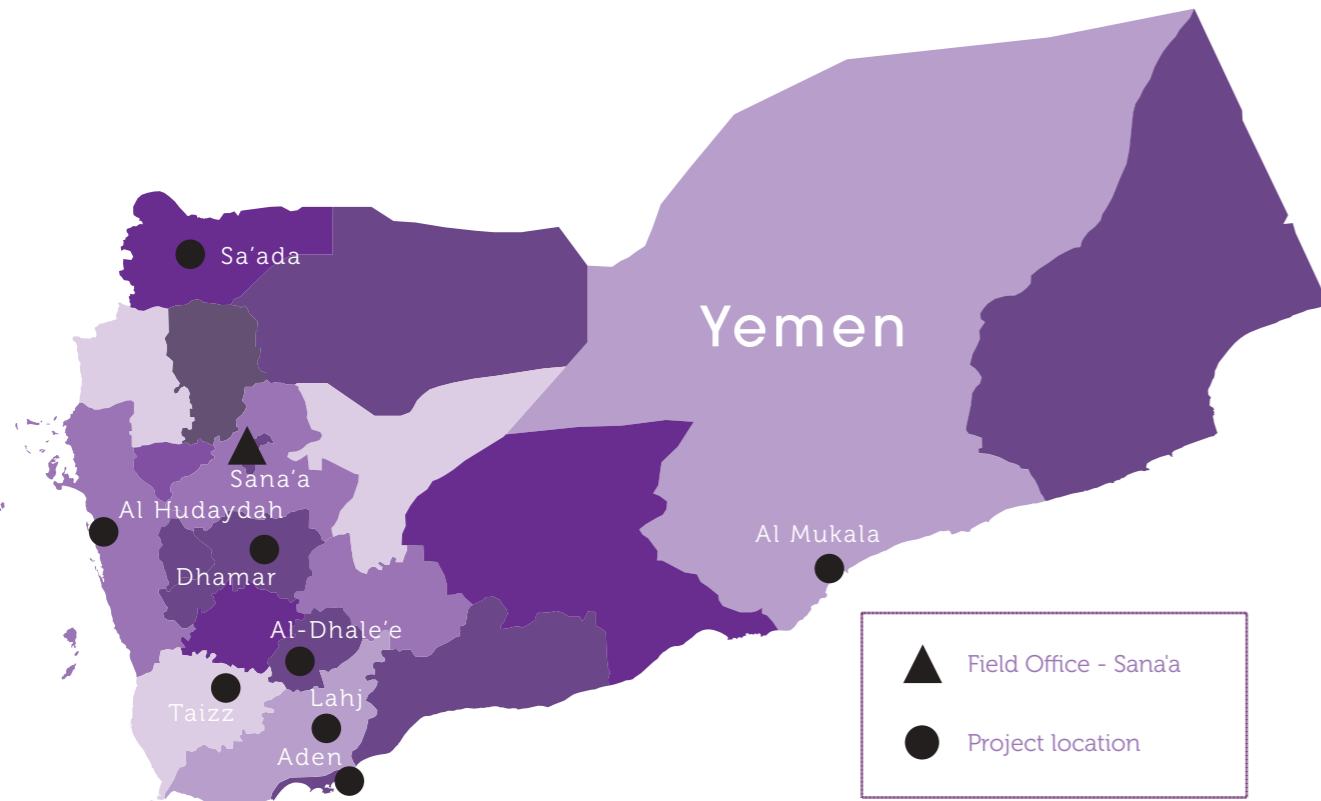 Sa'ada
Yemen
Sana'a
Al Hudaydah
Al Mukala
Dhamar
Al-Dhale'e
Lahj
Taizz
Aden
Field Office - Sana'a
Project location